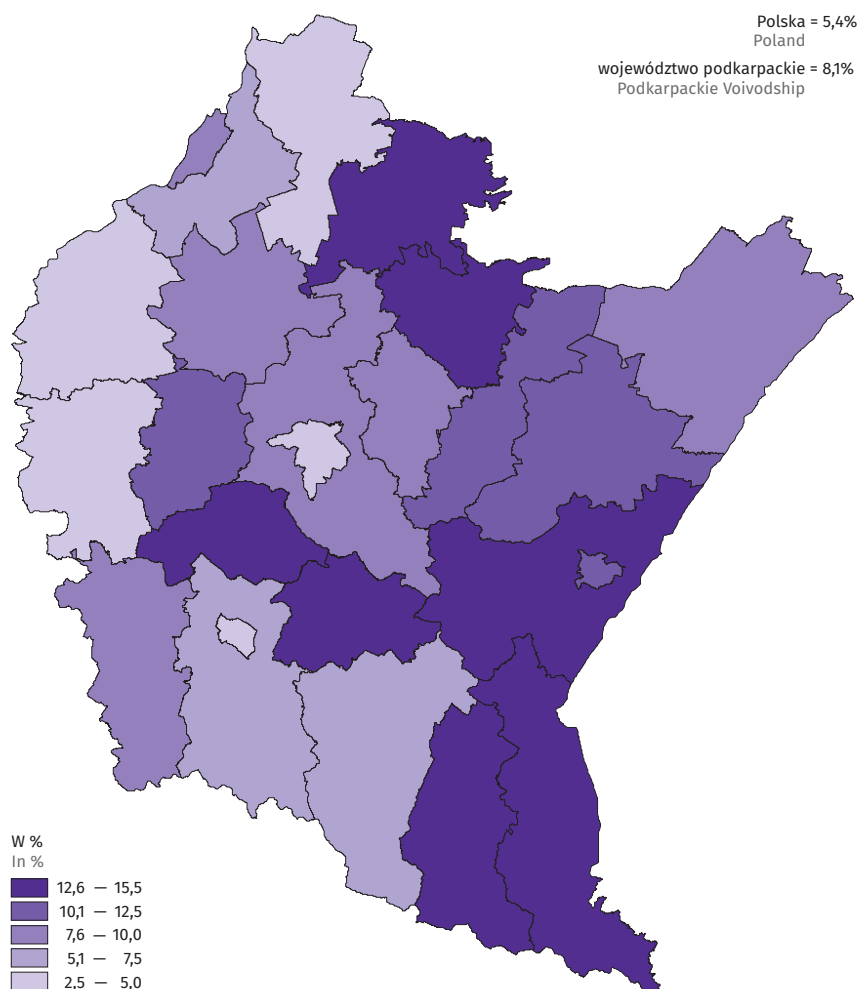 Polska = 5,4%
Poland
województwo podkarpackie = 8,1%
Podkarpackie Voivodship
W %
In %
12,6 — 15,5
10,1 — 12,5
7,6 — 10,0
5,1 — 7,5
2,5 — 5,0